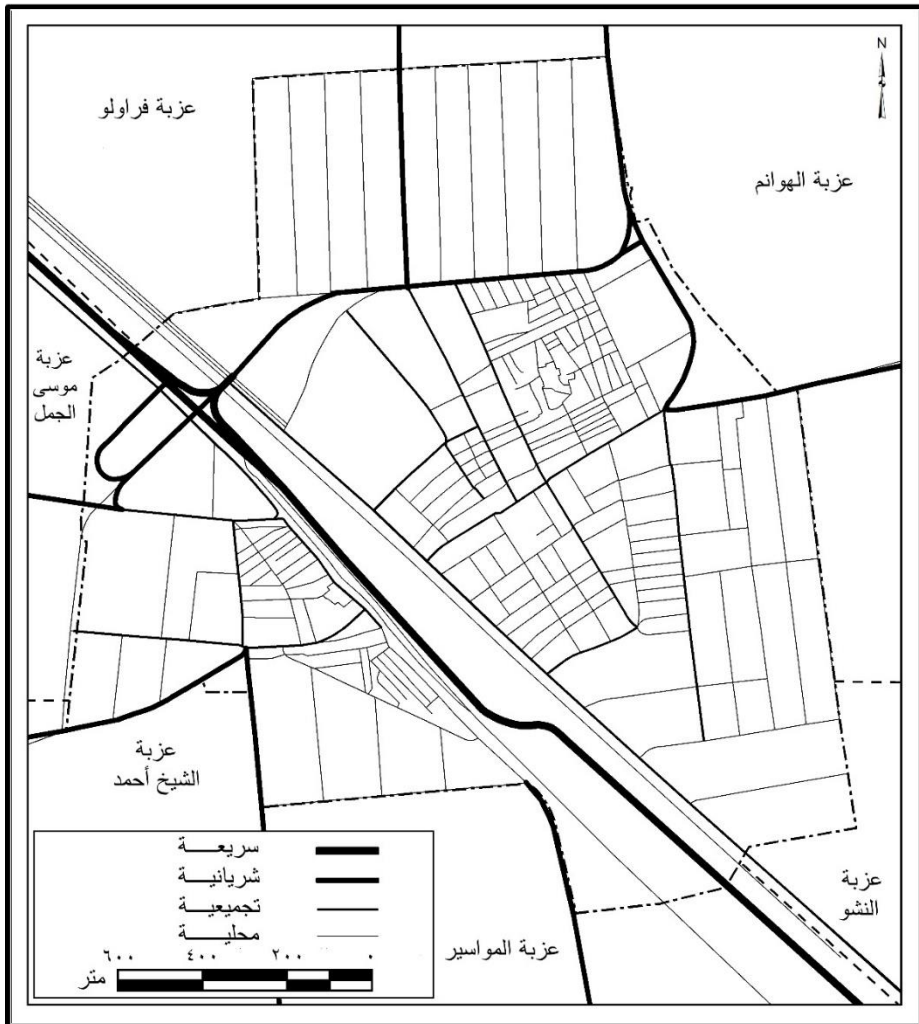 N
عزبة فراولو
عزبة الهوانم
عزبة
موسى
الجمل
عزبة
الشيخ أحمد
عزبة
النشو
عزبة المواسير
سريعة
شريانية
تجميعية
محلية
٦٠٠ ٤٠٠ ٢٠٠ ٠
متر